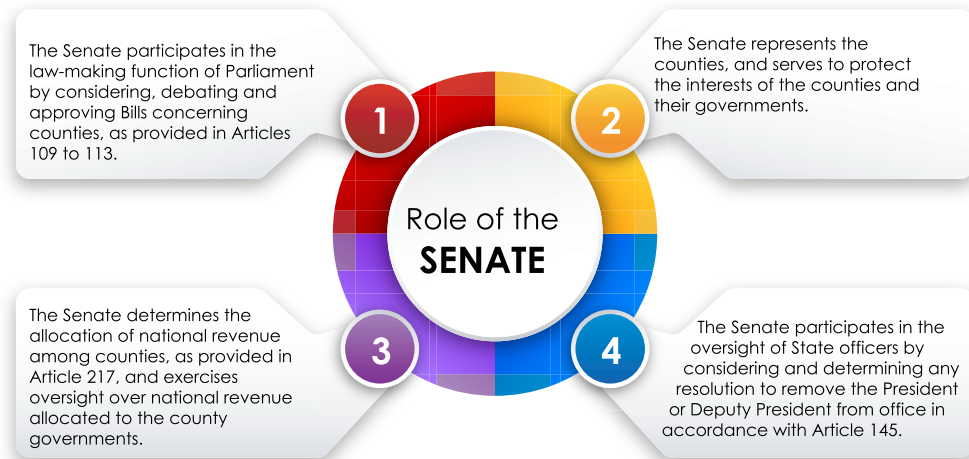 The Senate participates in the
law-making function of Parliament
by considering, debating and
approving Bills concerning
counties, as provided in Articles
109 to 113.
1
The Senate represents the
counties, and serves to protect
the interests of the counties and
their governments.
2
Role of the
SENATE
The Senate determines the
allocation of national revenue
among counties, as provided in
Article 217, and exercises
oversight over national revenue
allocated to the county
governments.
3
The Senate participates in the
oversight of State officers by
considering and determining any
resolution to remove the President
or Deputy President from office in
accordance with Article 145.
4